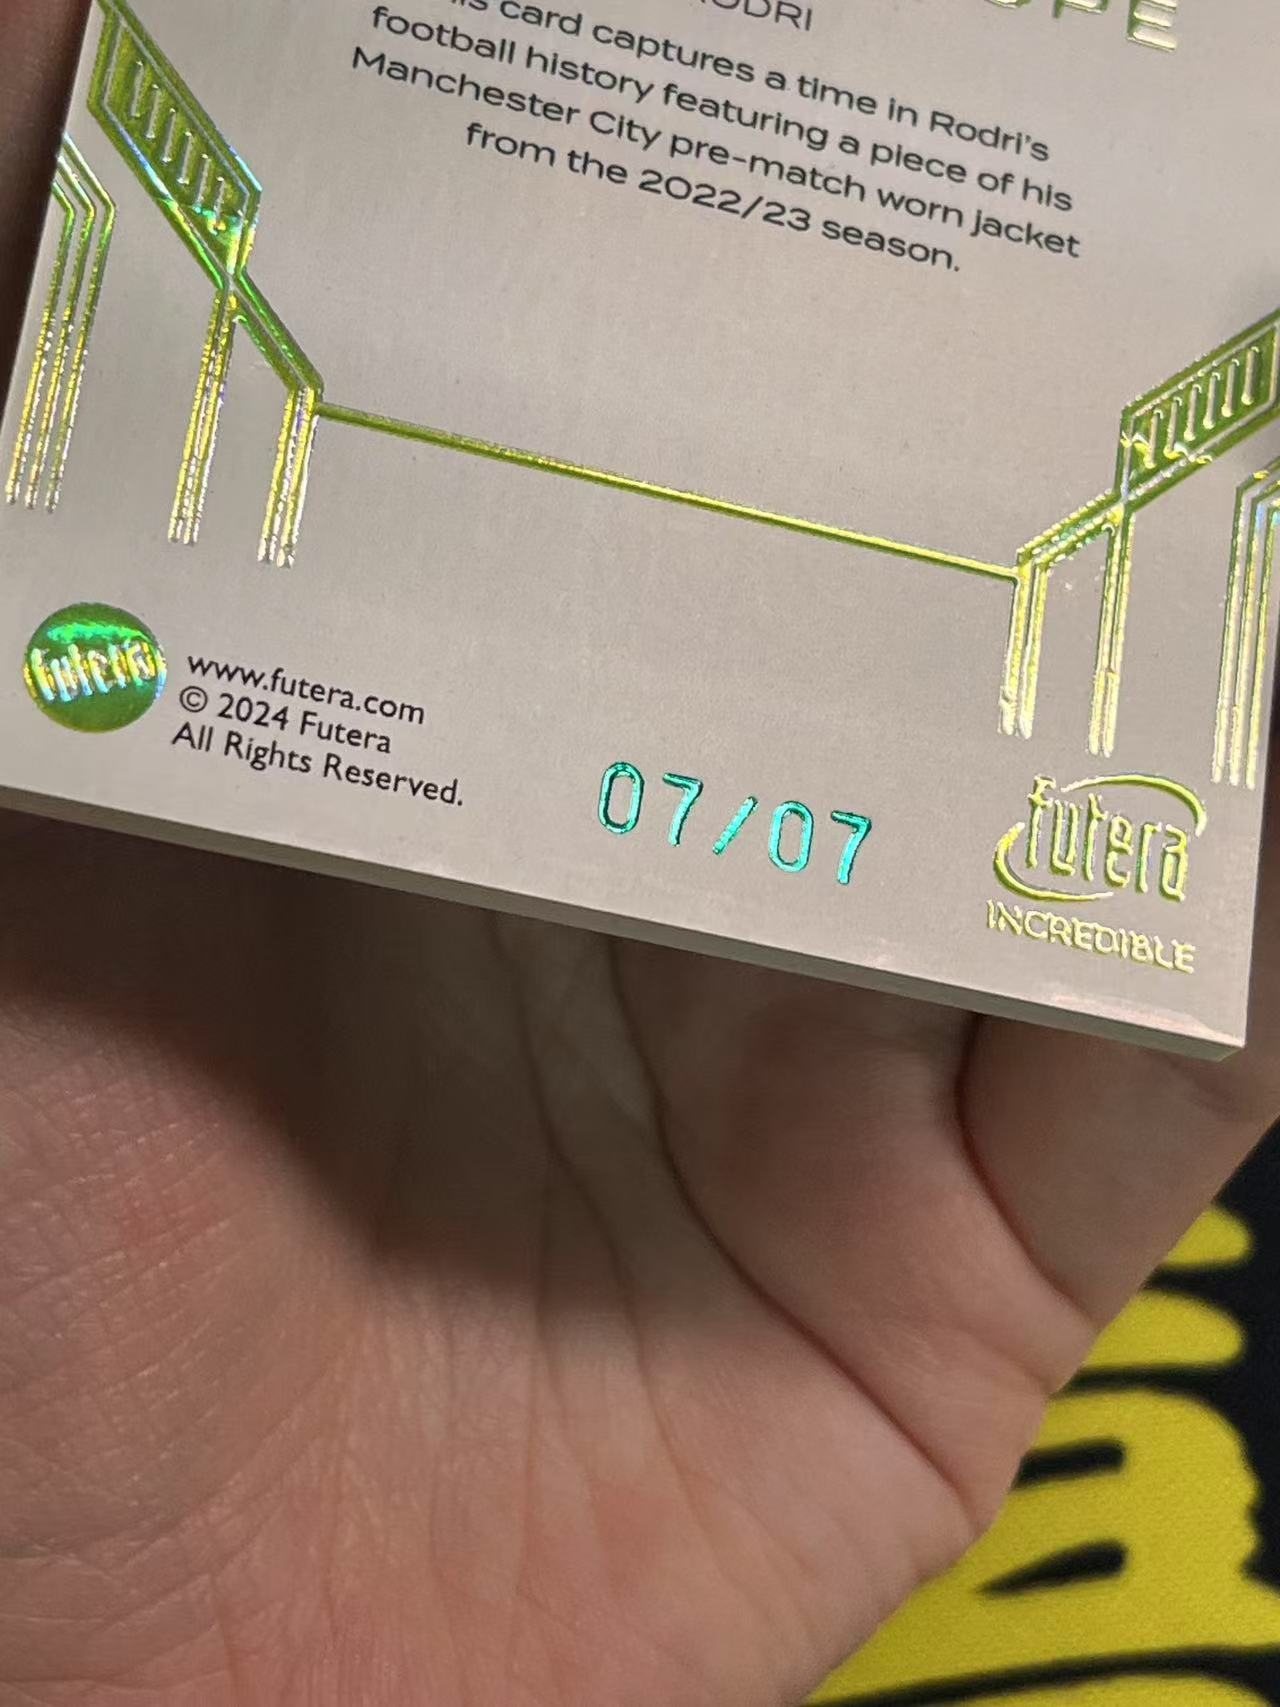 RODRI
card captures a time in Rodri's
football history featuring a piece of his
Manchester City pre-match worn jacket
from the 2022/23 season.
futera
www.futera.com
© 2024 Futera
All Rights Reserved.
07/07
futera
INCREDIBLE